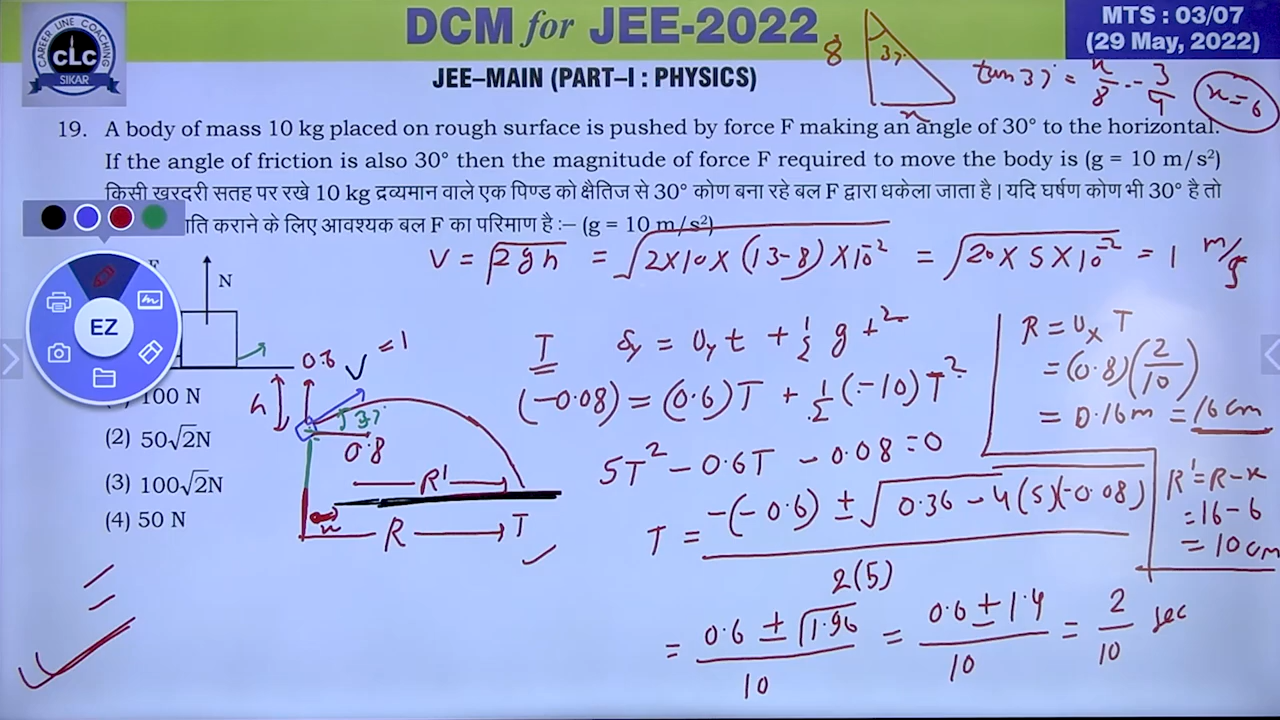 DCM for JEE-2022
MTS : 03/07
(29 May, 2022)
CAREER LINE COACHING
CLC
SIKAR
JEE–MAIN (PART–I : PHYSICS)
8
37°
x
tan 37° = x/8 = 3/4
x = 6
19. A body of mass 10 kg placed on rough surface is pushed by force F making an angle of 30° to the horizontal.
If the angle of friction is also 30° then the magnitude of force F required to move the body is (g = 10 m/s²)
किसी खुरदरी सतह पर रखे 10 kg द्रव्यमान वाले एक पिण्ड को क्षैतिज से 30° कोण बना रहे बल F द्वारा धकेला जाता है। यदि घर्षण कोण भी 30° है तो
गति कराने के लिए आवश्यक बल F का परिमाण है :– (g = 10 m/s²)
V = √2gh = √2×10×(13-8)×10⁻² = √20×5×10⁻² = 1 m/s
F
N
EZ
100 N
(2) 50√2N
(3) 100√2N
(4) 50 N
0.6
V = 1
h
37°
0.8
R'
x
R
T
T
Sy = Uy t + 1/2 g t²
(-0.08) = (0.6)T + 1/2 (-10) T²
5T² - 0.6T - 0.08 = 0
T = -(-0.6) ± √0.36 - 4(5)(-0.08) / 2(5)
= 0.6 ± √1.96 / 10 = 0.6 ± 1.4 / 10 = 2/10 sec
R = Ux T
= (0.8)(2/10)
= 0.16m = 16 cm
R' = R - x
= 16 - 6
= 10 cm